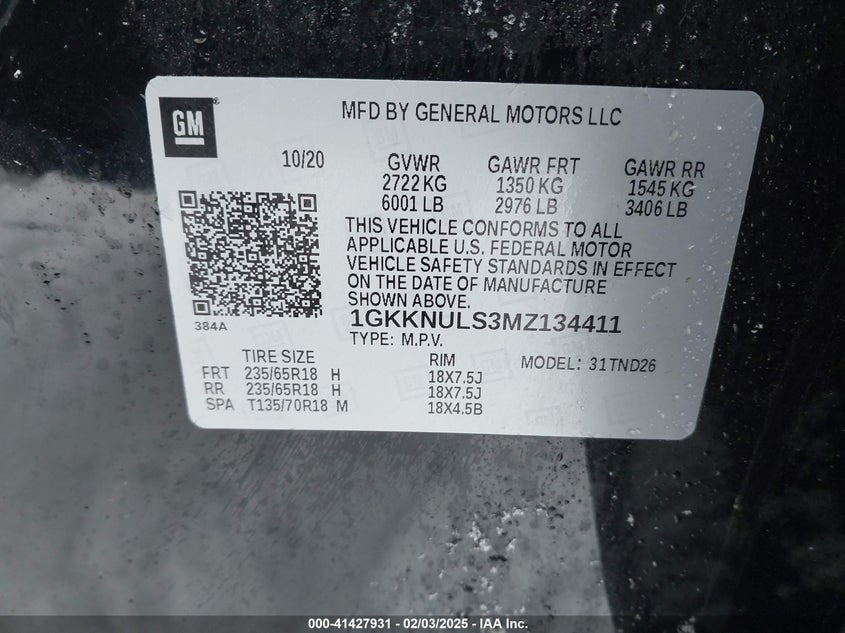 GM
MFD BY GENERAL MOTORS LLC
10/20 GVWR GAWR FRT GAWR RR
2722 KG 1350 KG 1545 KG
6001 LB 2976 LB 3406 LB
THIS VEHICLE CONFORMS TO ALL
APPLICABLE U.S. FEDERAL MOTOR
VEHICLE SAFETY STANDARDS IN EFFECT
ON THE DATE OF MANUFACTURE
SHOWN ABOVE.
384A
1GKKNULS3MZ134411
TYPE: M.P.V.
TIRE SIZE RIM MODEL: 31TND26
FRT 235/65R18 H 18X7.5J
RR 235/65R18 H 18X7.5J
SPA T135/70R18 M 18X4.5B
000-41427931 - 02/03/2025 - IAA Inc.